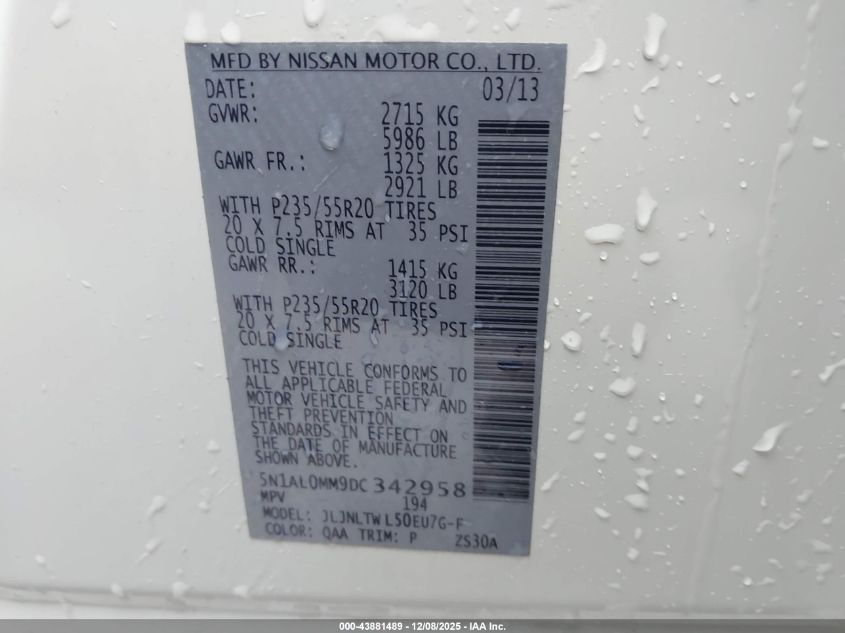 MFD BY NISSAN MOTOR CO., LTD.
DATE: 03/13
GVWR: 2715 KG
5986 LB
GAWR FR.: 1325 KG
2921 LB
WITH P235/55R20 TIRES
20 X 7.5 RIMS AT 35 PSI
COLD SINGLE
GAWR RR.: 1415 KG
3120 LB
WITH P235/55R20 TIRES
20 X 7.5 RIMS AT 35 PSI
COLD SINGLE
THIS VEHICLE CONFORMS TO
ALL APPLICABLE FEDERAL
MOTOR VEHICLE SAFETY AND
THEFT PREVENTION
STANDARDS IN EFFECT ON
THE DATE OF MANUFACTURE
SHOWN ABOVE.
5N1AL0MM9DC342958
MPV 194
MODEL: JLJNLTWL50EU7G-F
COLOR: QAA TRIM: P ZS30A
000-43881489 - 12/08/2025 - IAA Inc.